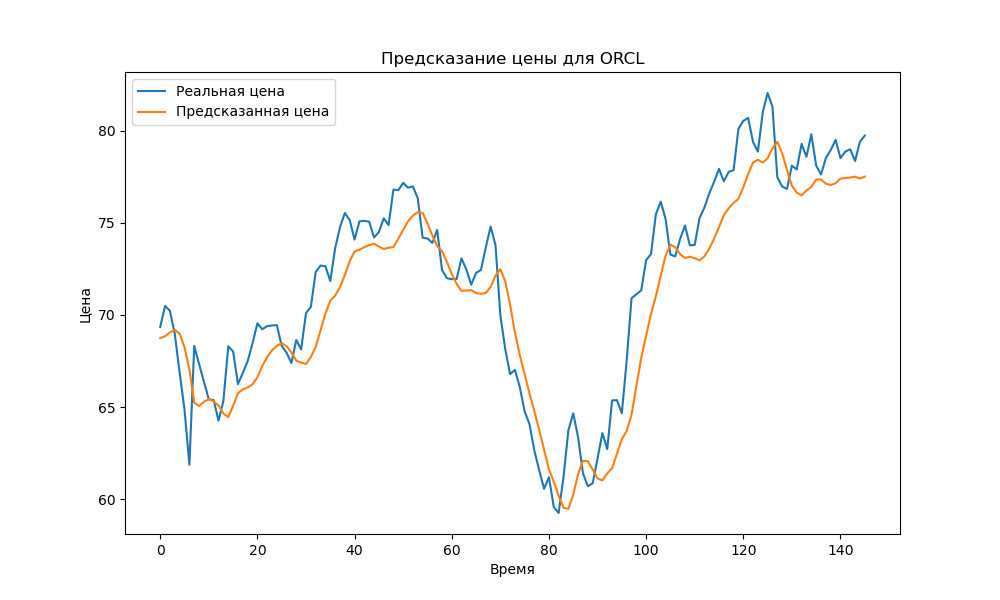 Предсказание цены для ORCL
Реальная цена
Предсказанная цена
Цена
80
75
70
65
60
0 20 40 60 80 100 120 140
Время